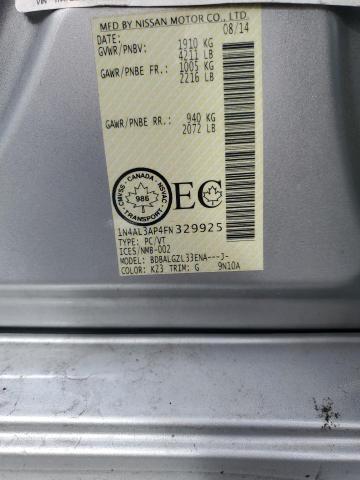 MFD BY NISSAN MOTOR CO., LTD
DATE: 08/14
GVWR/PNBV: 1910 KG
4211 LB
GAWR/PNBE FR.: 1005 KG
2216 LB
GAWR/PNBE RR.: 940 KG
2072 LB
CANADA
CMVSS NSVAC
986
TRANSPORT
EC
1N4AL3AP4FN329925
TYPE: PC/VT
ICES/NMB-002
MODEL: BDBALGZL33ENA---J-
COLOR: K23 TRIM: G 9N10A